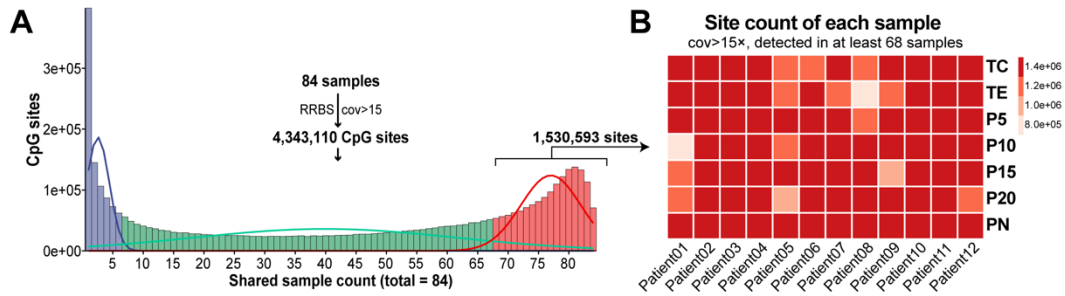 A
CpG sites
3e+05
2e+05
1e+05
0e+00
84 samples
RRBS cov>15
4,343,110 CpG sites
1,530,593 sites
5 10 15 20 25 30 35 40 45 50 55 60 65 70 75 80
Shared sample count (total = 84)
B
Site count of each sample
cov>15×, detected in at least 68 samples
TC
TE
P5
P10
P15
P20
PN
1.4e+06
1.2e+06
1.0e+06
8.0e+05
Patient01 Patient02 Patient03 Patient04 Patient05 Patient06 Patient07 Patient08 Patient09 Patient10 Patient11 Patient12